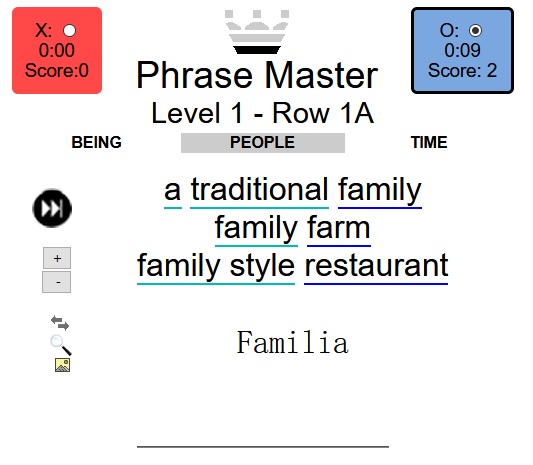 X:
0:00
Score:0
O:
0:09
Score: 2
Phrase Master
Level 1 - Row 1A
BEING PEOPLE TIME
a traditional family
family farm
family style restaurant
+
-
Familia